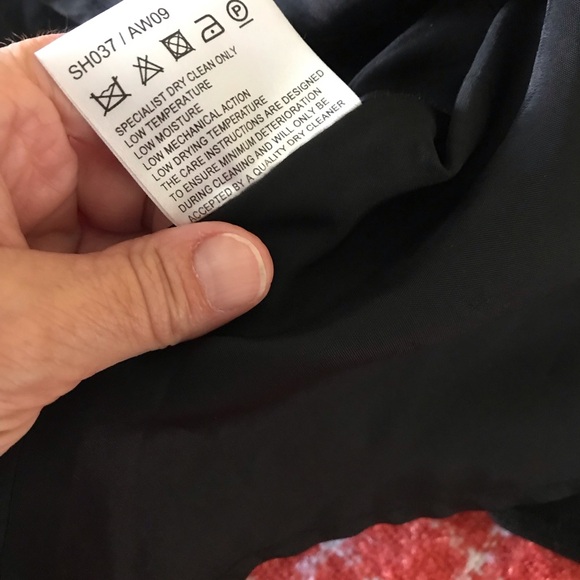 SH037 / AW09
P
SPECIALIST DRY CLEAN ONLY
LOW TEMPERATURE
LOW MOISTURE
LOW MECHANICAL ACTION
LOW DRYING TEMPERATURE
THE CARE INSTRUCTIONS ARE DESIGNED
TO ENSURE MINIMUM DETERIORATION
DURING CLEANING AND WILL ONLY BE
ACCEPTED BY A QUALITY DRY CLEANER